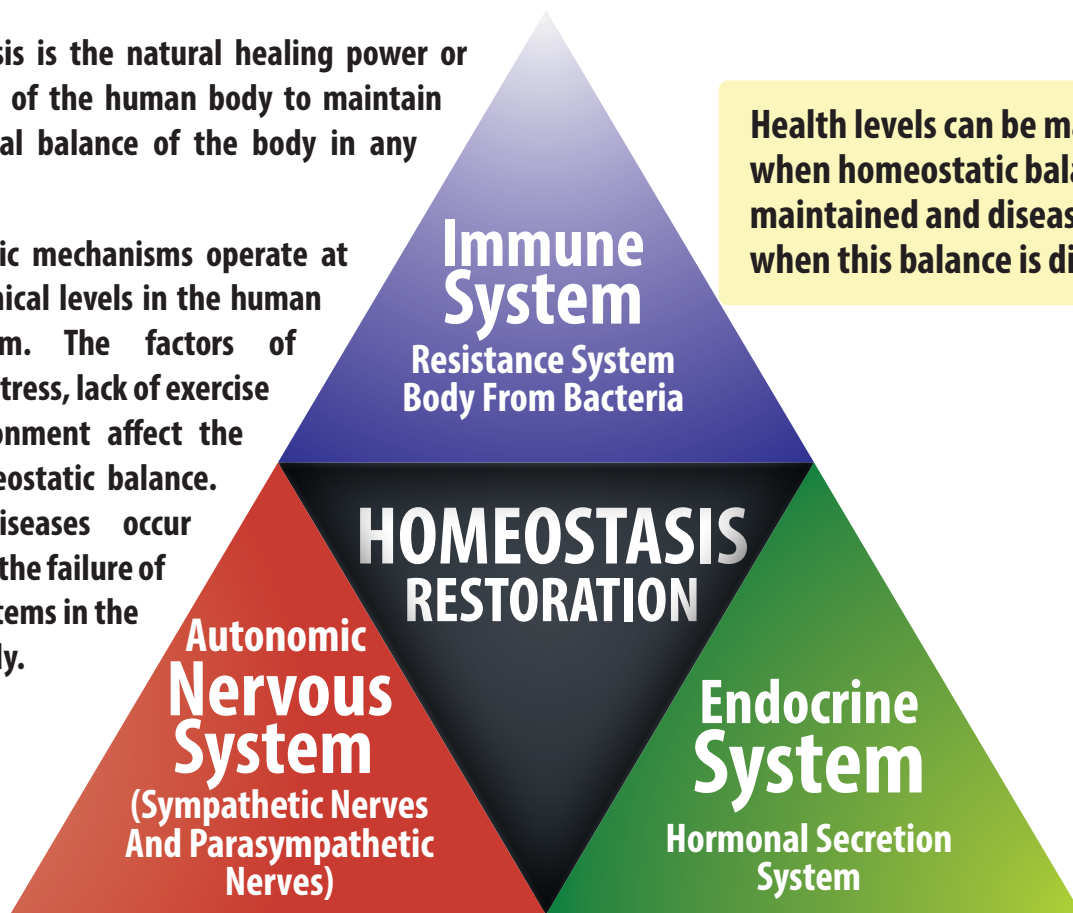 sis is the natural healing power or
of the human body to maintain
al balance of the body in any
ic mechanisms operate at
nical levels in the human
m. The factors of
tress, lack of exercise
onment affect the
eostatic balance.
iseases occur
the failure of
tems in the
ly.
Health levels can be ma
when homeostatic bala
maintained and diseas
when this balance is di
Immune
System
Resistance System
Body From Bacteria
HOMEOSTASIS
RESTORATION
Autonomic
Nervous
System
(Sympathetic Nerves
And Parasympathetic
Nerves)
Endocrine
System
Hormonal Secretion
System